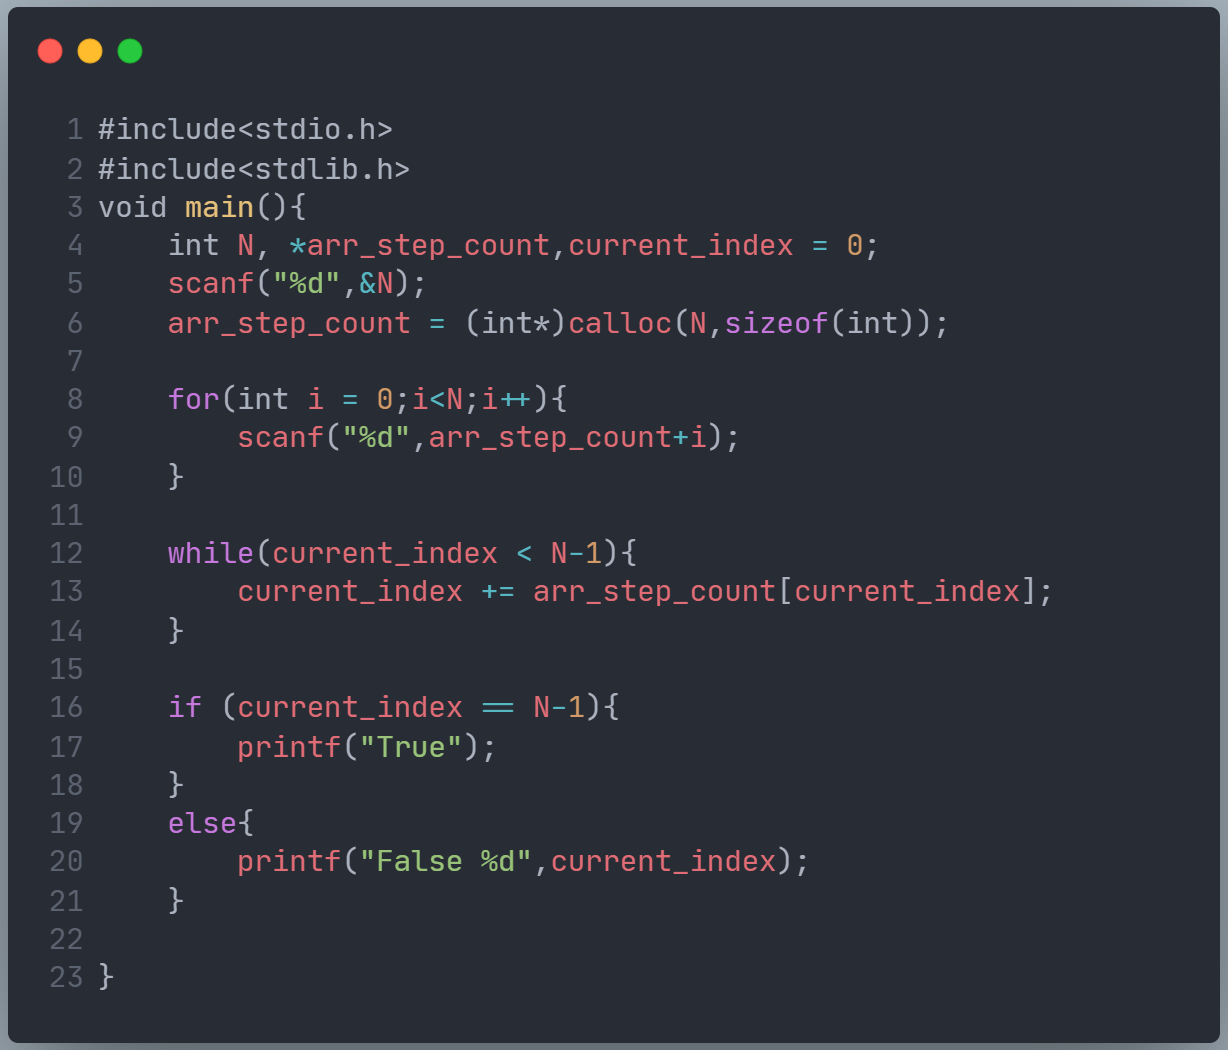 1 #include<stdio.h>
2 #include<stdlib.h>
3 void main(){
4     int N, *arr_step_count,current_index = 0;
5     scanf("%d",&N);
6     arr_step_count = (int*)calloc(N,sizeof(int));
7
8     for(int i = 0;i<N;i++){
9         scanf("%d",arr_step_count+i);
10     }
11
12     while(current_index < N-1){
13         current_index += arr_step_count[current_index];
14     }
15
16     if (current_index == N-1){
17         printf("True");
18     }
19     else{
20         printf("False %d",current_index);
21     }
22
23 }